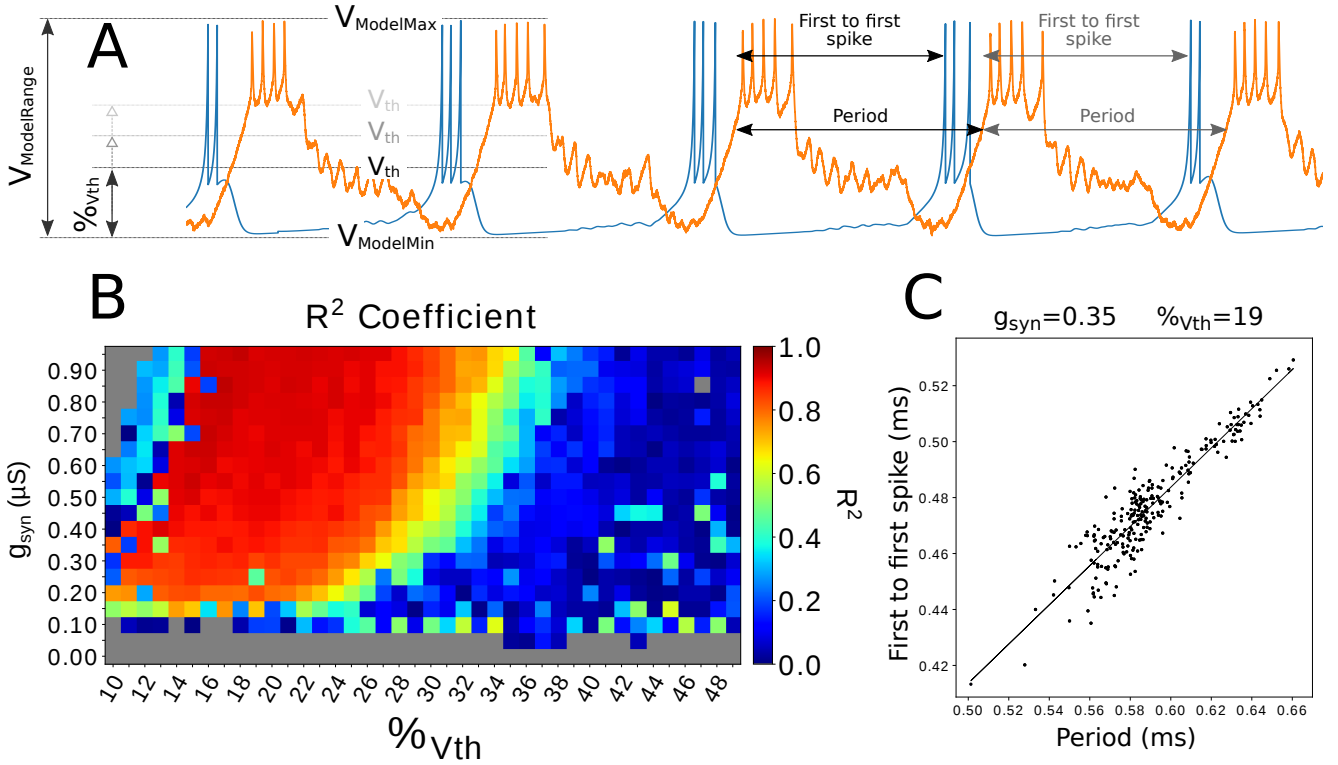 A
V_ModelMax
V_ModelRange
V_th
V_th
V_th
%_Vth
V_ModelMin
First to first
spike
First to first
spike
Period
Period
B
R² Coefficient
g_syn (µS)
0.90
0.80
0.70
0.60
0.50
0.40
0.30
0.20
0.10
0.00
10
12
14
16
18
20
22
24
26
28
30
32
34
36
40
42
44
46
48
%_Vth
1.0
0.8
0.6
0.4
0.2
0.0
R²
C
g_syn=0.35 %_Vth=19
First to first spike (ms)
0.52
0.50
0.48
0.46
0.44
0.42
0.50
0.52
0.54
0.56
0.58
0.60
0.62
0.64
0.66
Period (ms)